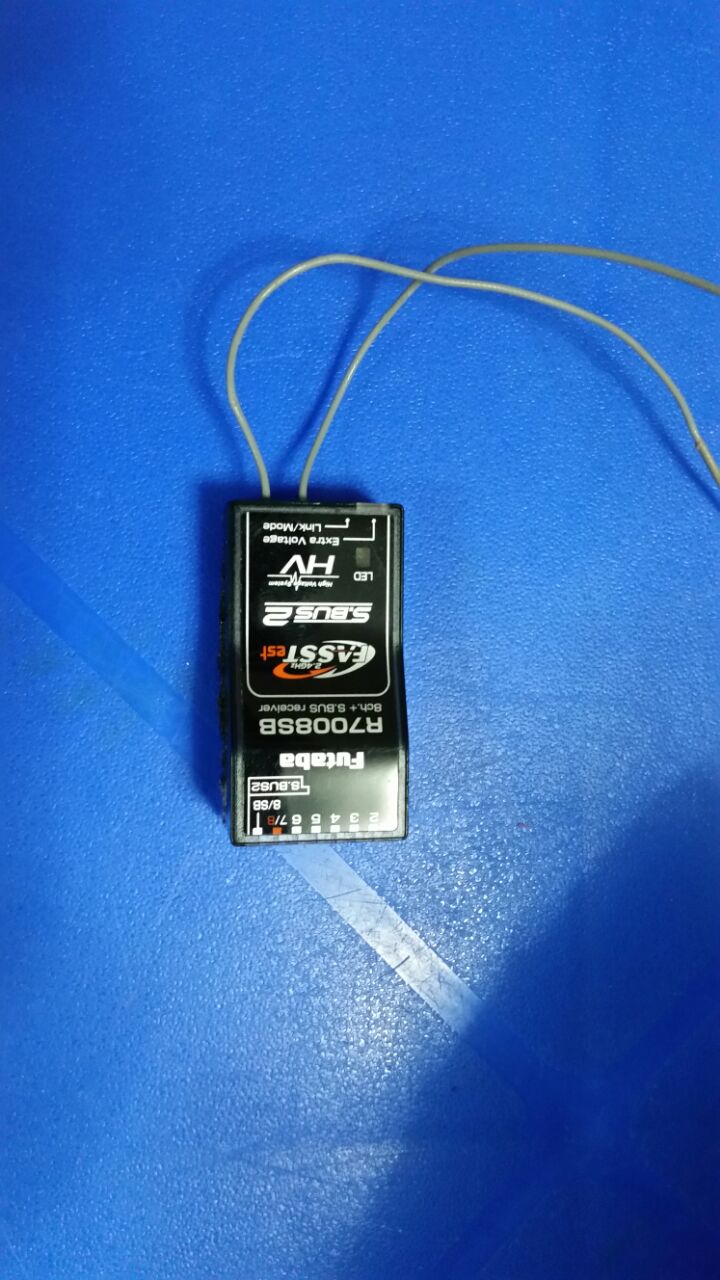 2 3 4 5 6 7/B 8/SB
S.BUS2
Futaba
R7008SB
8ch.+ S.BUS receiver
2.4GHz
FASSTest
S.BUS2
High Voltage System
HV
LED
Extra Voltage
Link/Mode